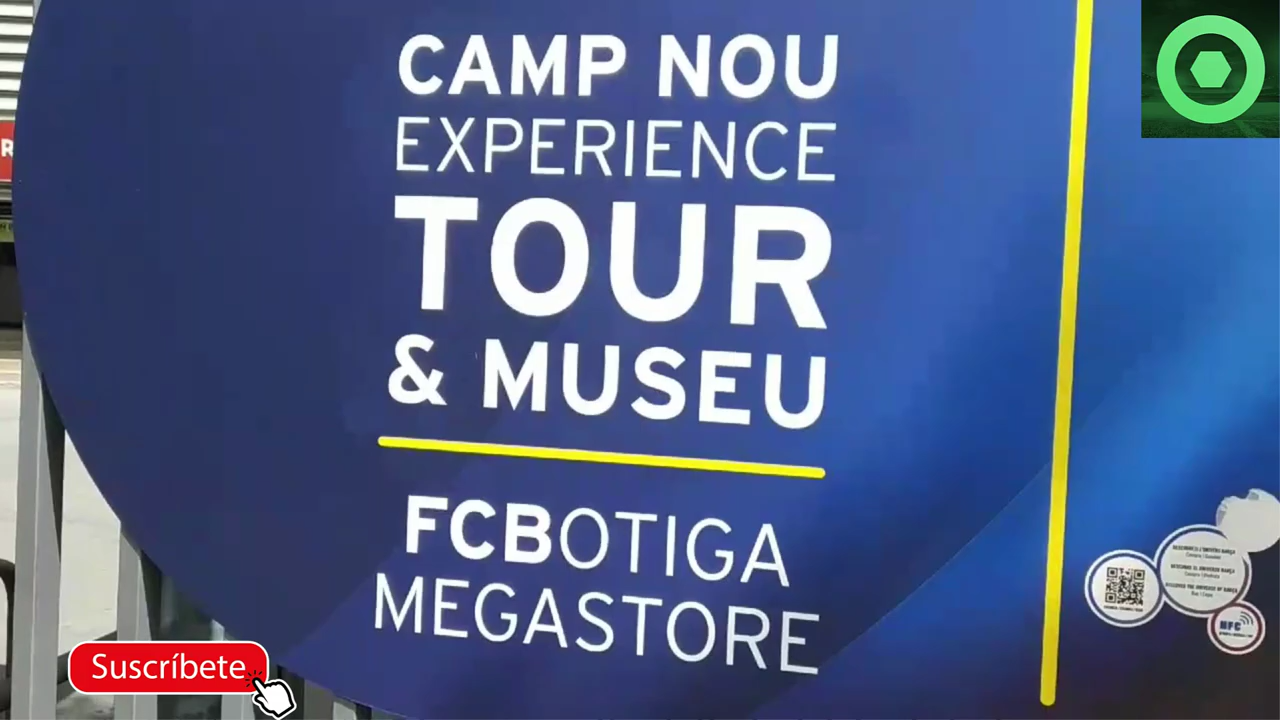 CAMP NOU
EXPERIENCE
TOUR
& MUSEU
FCBOTIGA
MEGASTORE
Suscríbete
R